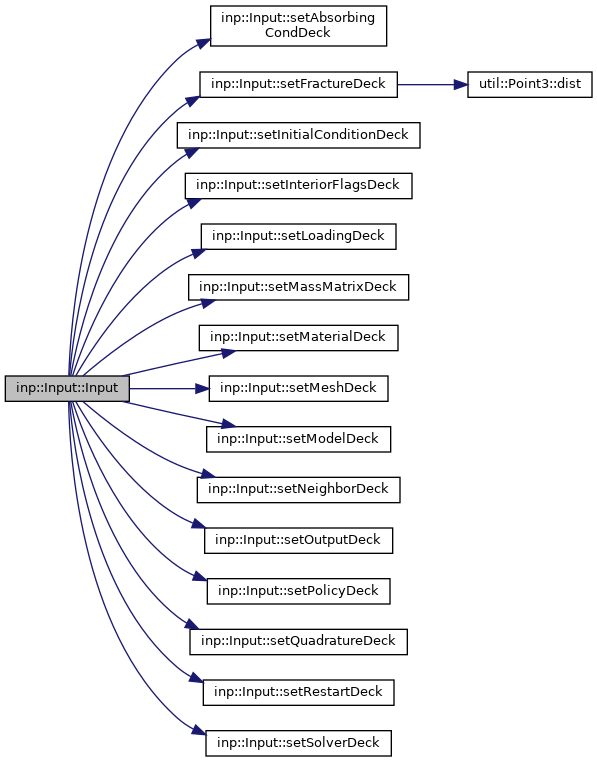 inp::Input::setAbsorbing
CondDeck
inp::Input::setFractureDeck
util::Point3::dist
inp::Input::setInitialConditionDeck
inp::Input::setInteriorFlagsDeck
inp::Input::setLoadingDeck
inp::Input::setMassMatrixDeck
inp::Input::setMaterialDeck
inp::Input::Input
inp::Input::setMeshDeck
inp::Input::setModelDeck
inp::Input::setNeighborDeck
inp::Input::setOutputDeck
inp::Input::setPolicyDeck
inp::Input::setQuadratureDeck
inp::Input::setRestartDeck
inp::Input::setSolverDeck